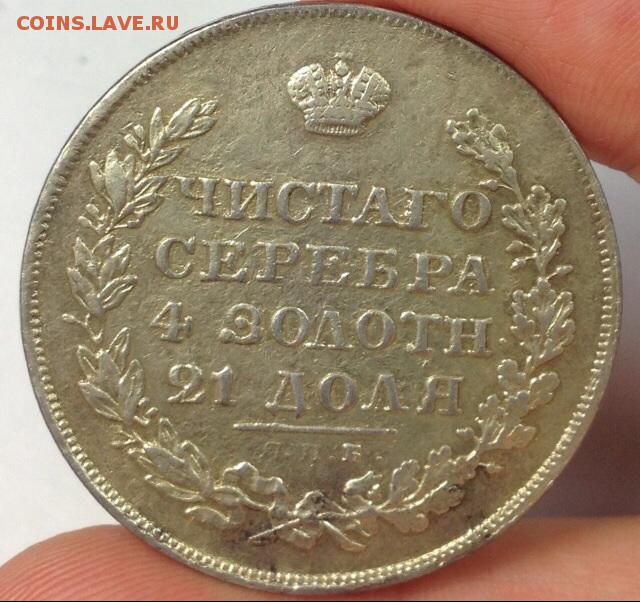 COINS.LAVE.RU
ЧИСТАГО
СЕРЕБРА
4 ЗОЛОТН
21 ДОЛЯ